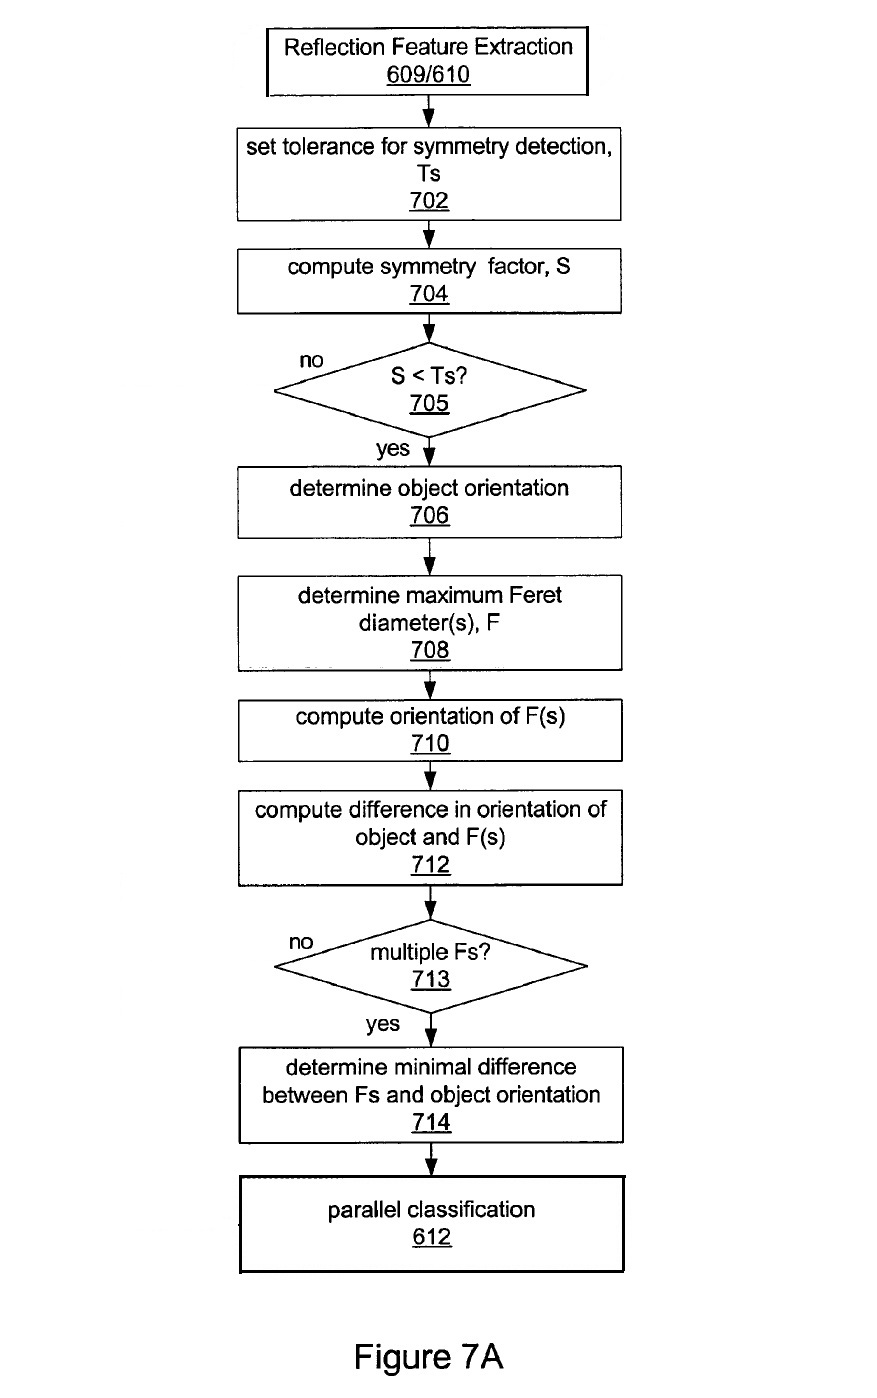 Reflection Feature Extraction
609/610
set tolerance for symmetry detection,
Ts
702
compute symmetry factor, S
704
no
S < Ts?
705
yes
determine object orientation
706
determine maximum Feret
diameter(s), F
708
compute orientation of F(s)
710
compute difference in orientation of
object and F(s)
712
no
multiple Fs?
713
yes
determine minimal difference
between Fs and object orientation
714
parallel classification
612
Figure 7A